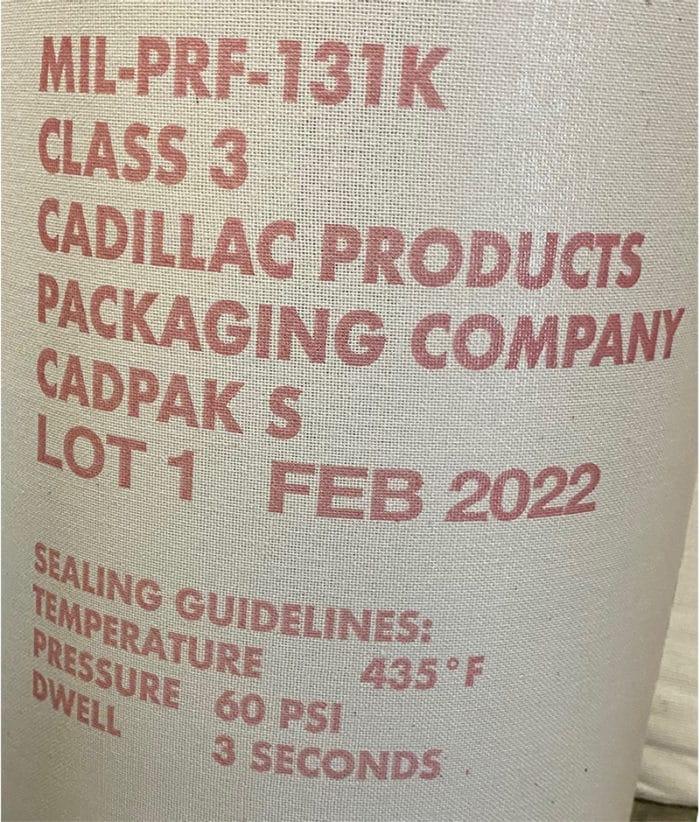 MIL-PRF-131K
CLASS 3
CADILLAC PRODUCTS
PACKAGING COMPANY
CADPAK S
LOT 1 FEB 2022
SEALING GUIDELINES:
TEMPERATURE 435°F
PRESSURE 60 PSI
DWELL 3 SECONDS